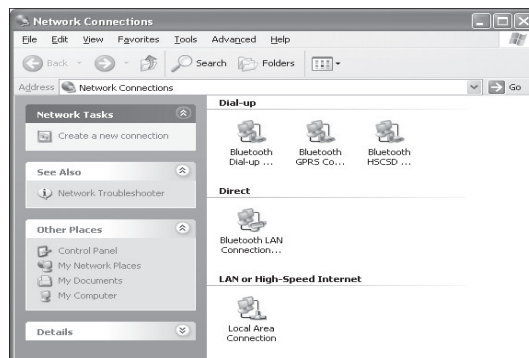 Network Connections
File Edit View Favorites Tools Advanced Help
Back Search Folders
Address Network Connections Go
Network Tasks
Create a new connection
See Also
Network Troubleshooter
Other Places
Control Panel
My Network Places
My Documents
My Computer
Details
Dial-up
Bluetooth Dial-up ...
Bluetooth GPRS Co...
Bluetooth HSCSD ...
Direct
Bluetooth LAN
Connection...
LAN or High-Speed Internet
Local Area
Connection